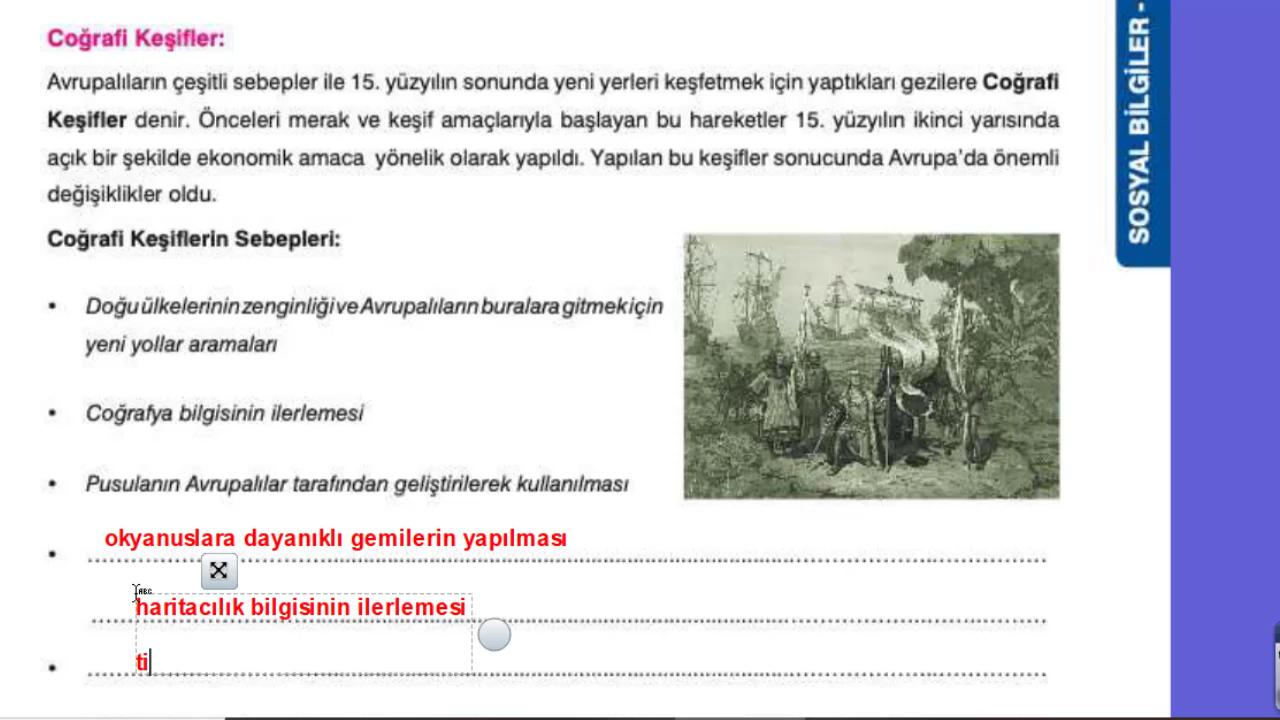 Coğrafi Keşifler:
Avrupalıların çeşitli sebepler ile 15. yüzyılın sonunda yeni yerleri keşfetmek için yaptıkları gezilere Coğrafi
Keşifler denir. Önceleri merak ve keşif amaçlarıyla başlayan bu hareketler 15. yüzyılın ikinci yarısında
açık bir şekilde ekonomik amaca yönelik olarak yapıldı. Yapılan bu keşifler sonucunda Avrupa'da önemli
değişiklikler oldu.
Coğrafi Keşiflerin Sebepleri:
• Doğu ülkelerinin zenginliği ve Avrupalıların buralara gitmek için
yeni yollar aramaları
• Coğrafya bilgisinin ilerlemesi
• Pusulanın Avrupalılar tarafından geliştirilerek kullanılması
• okyanuslara dayanıklı gemilerin yapılması
haritacılık bilgisinin ilerlemesi
• ti
SOSYAL BİLGİLER -
ABC